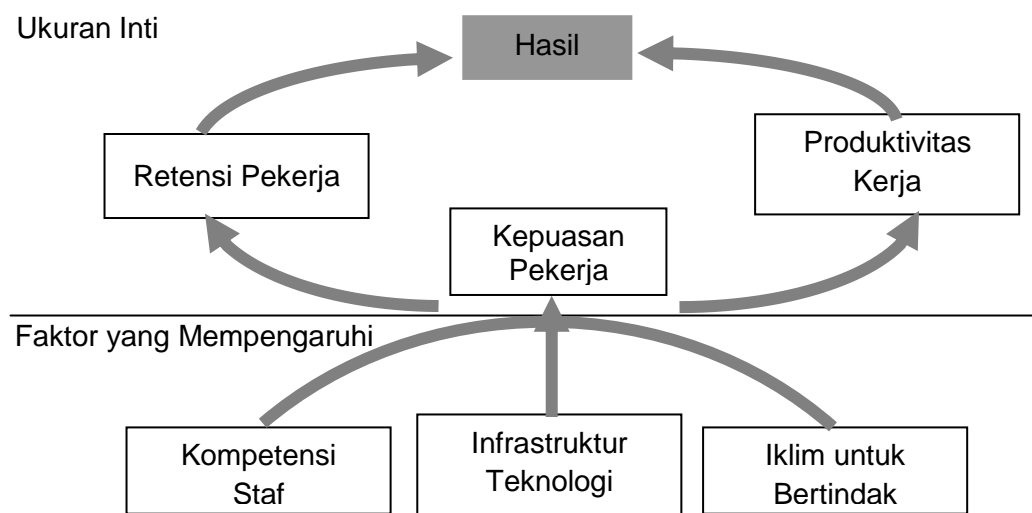 Ukuran Inti
Hasil
Retensi Pekerja
Produktivitas
Kerja
Kepuasan
Pekerja
Faktor yang Mempengaruhi
Kompetensi
Staf
Infrastruktur
Teknologi
Iklim untuk
Bertindak